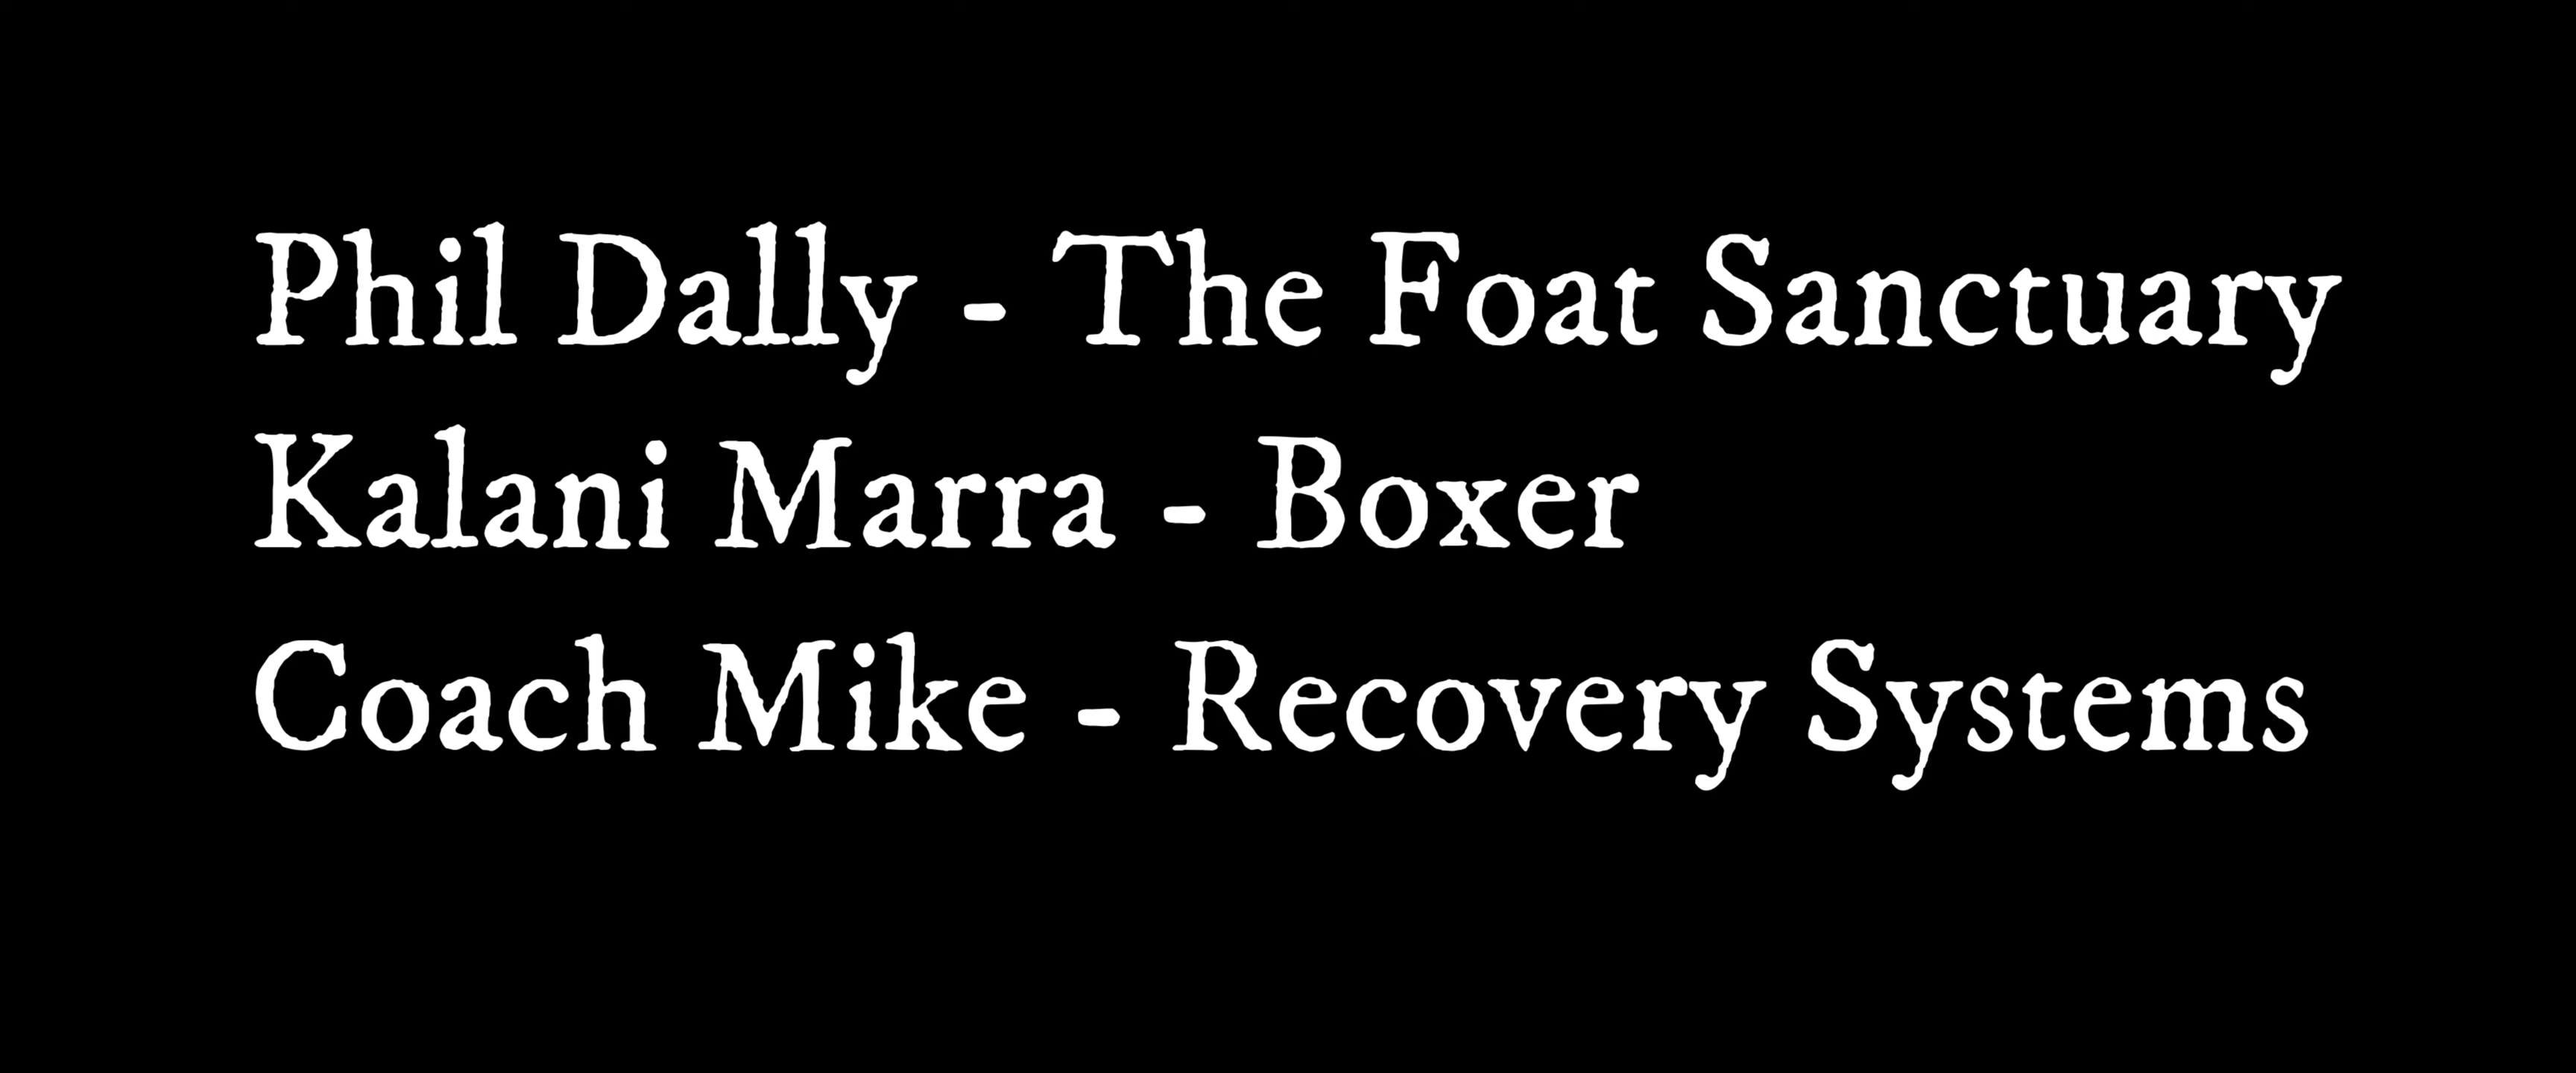 Phil Dally - The Foat Sanctuary
Kalani Marra - Boxer
Coach Mike - Recovery Systems